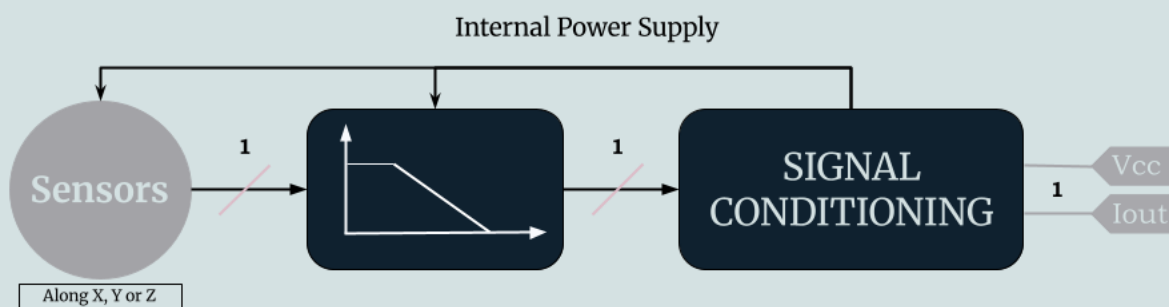 Internal Power Supply
1
1
Sensors
SIGNAL
CONDITIONING
Vcc
1
Iout
Along X, Y or Z